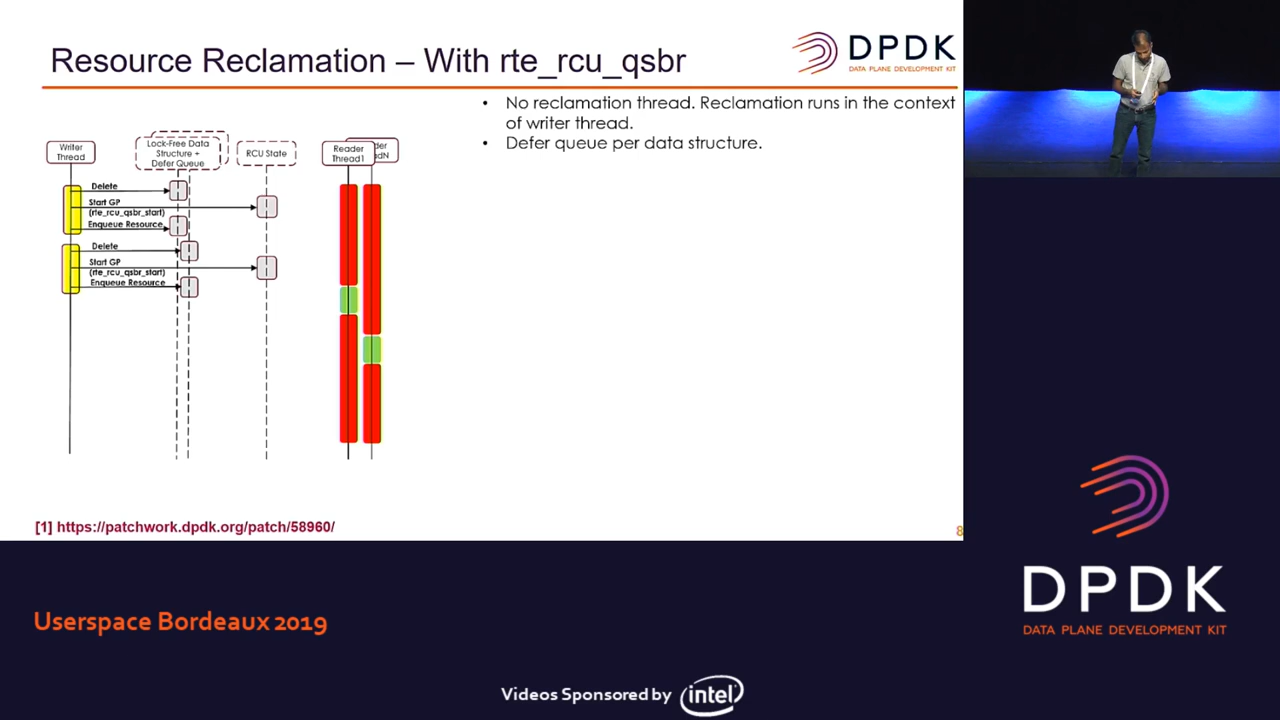 Resource Reclamation – With rte_rcu_qsbr
DPDK
DATA PLANE DEVELOPMENT KIT
• No reclamation thread. Reclamation runs in the context
of writer thread.
• Defer queue per data structure.
Writer
Thread
Lock-Free Data
Structure +
Defer Queue
RCU State
Reader
Thread1
der
dN
Delete
Start GP
(rte_rcu_qsbr_start)
Enqueue Resource
Delete
Start GP
(rte_rcu_qsbr_start)
Enqueue Resource
[1] https://patchwork.dpdk.org/patch/58960/
8
DPDK
DATA PLANE DEVELOPMENT KIT
Userspace Bordeaux 2019
Videos Sponsored by intel